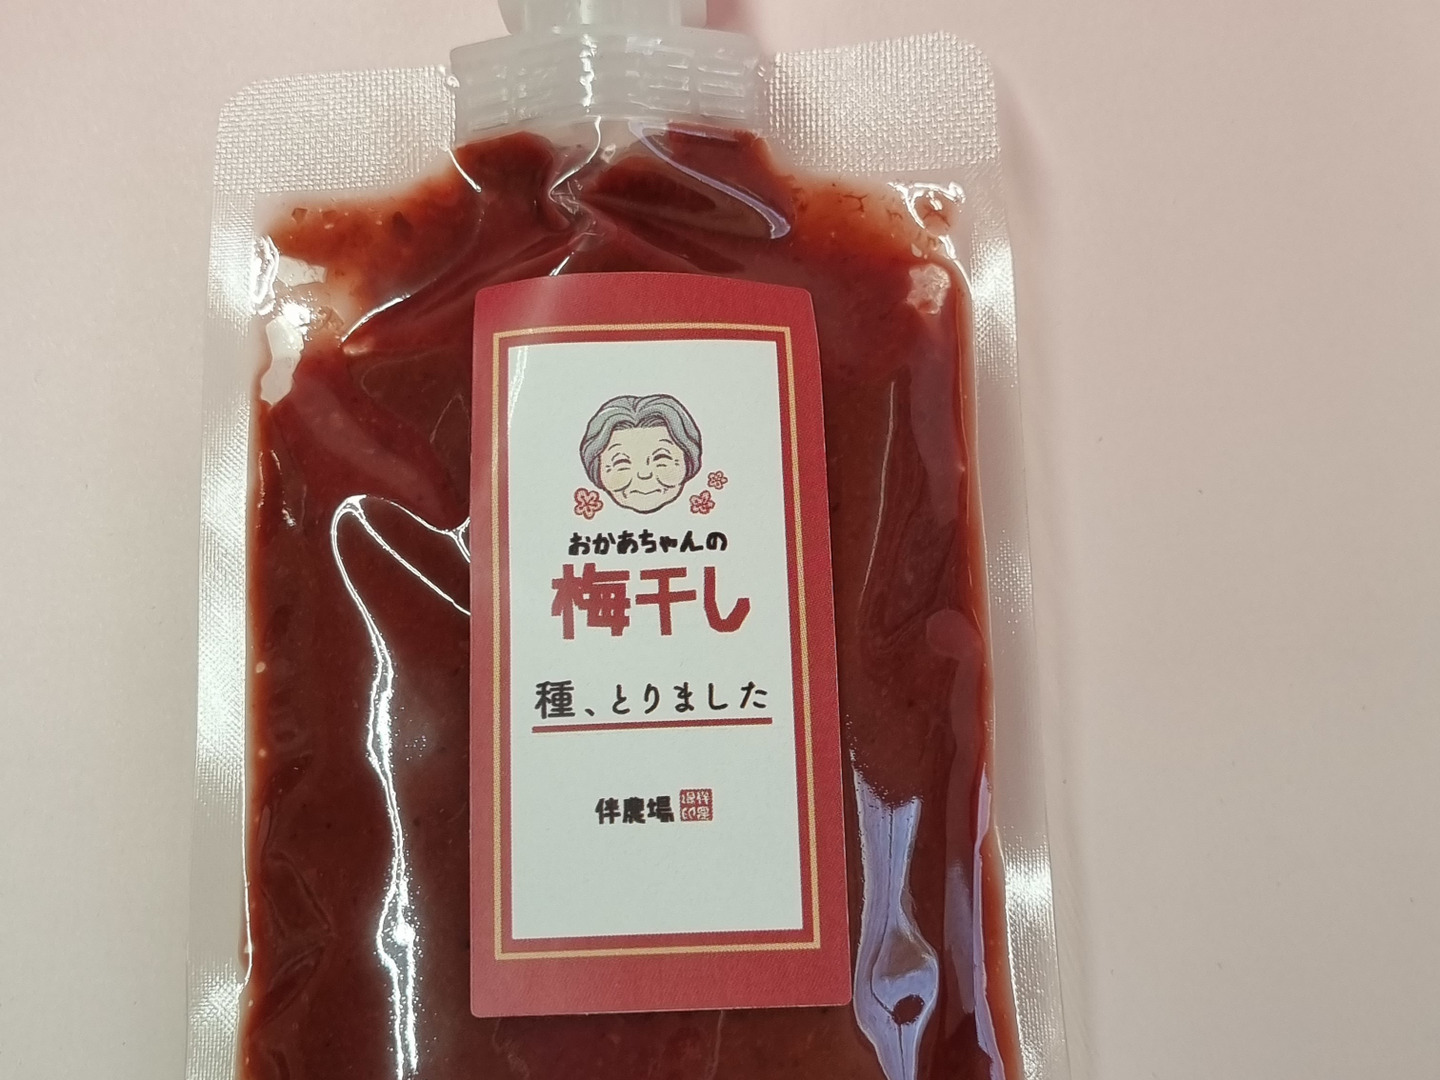 おかあちゃんの
梅干し
種、とりました
伴農場